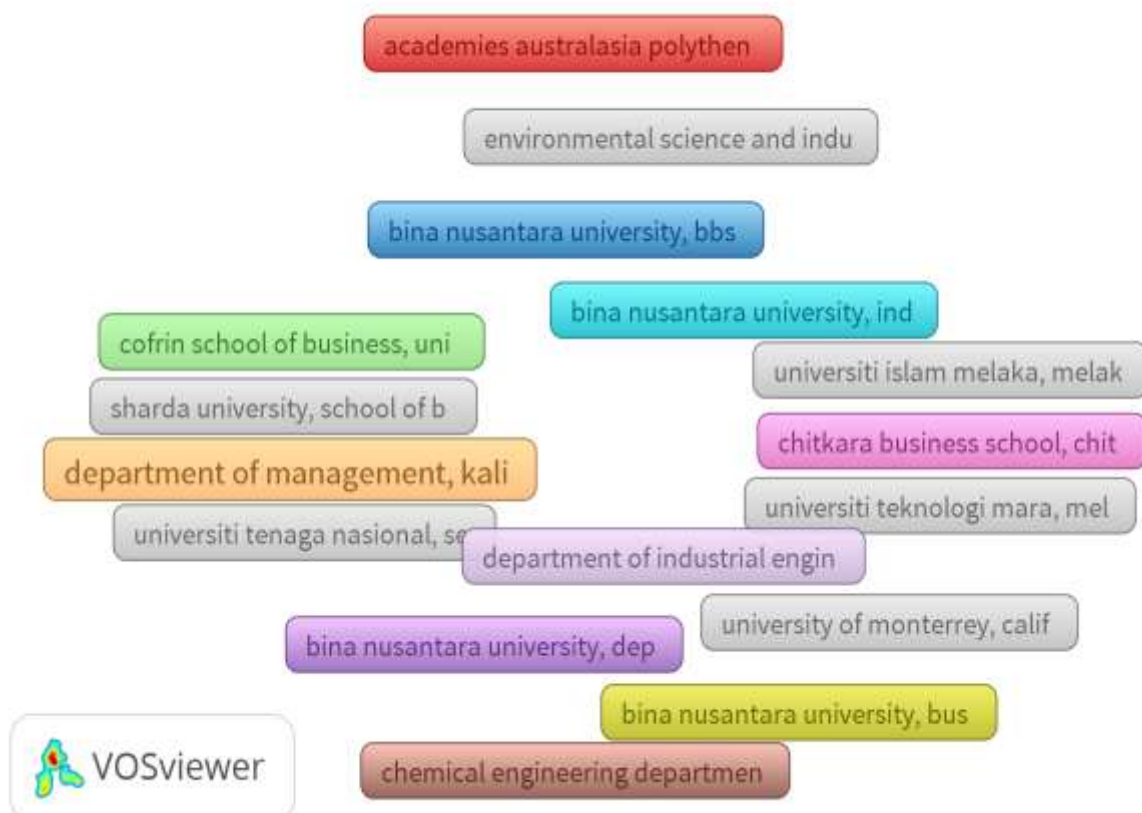 academies australasia polythen
environmental science and indu
bina nusantara university, bbs
bina nusantara university, ind
cofrin school of business, uni
universiti islam melaka, melak
sharda university, school of b
chitkara business school, chit
department of management, kali
universiti teknologi mara, mel
universiti tenaga nasional, se
department of industrial engin
university of monterrey, calif
bina nusantara university, dep
bina nusantara university, bus
VOSviewer
chemical engineering departmen